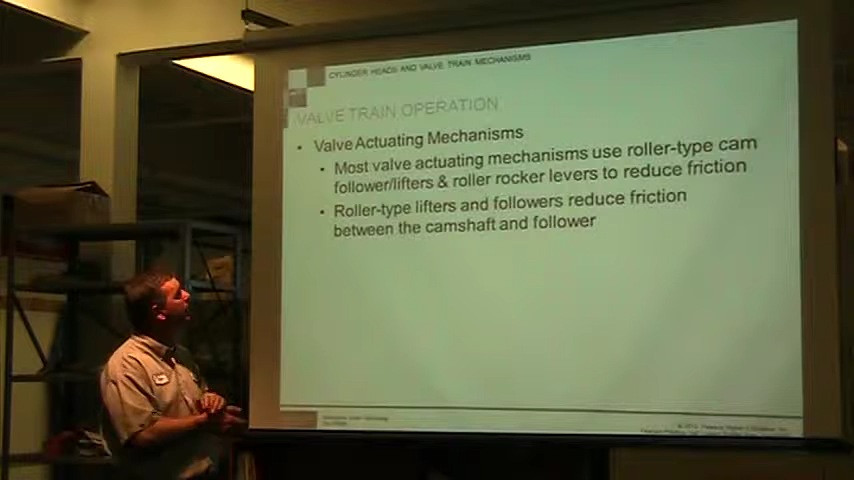 CYLINDER HEADS AND VALVE TRAIN MECHANISMS
VALVE TRAIN OPERATION
• Valve Actuating Mechanisms
• Most valve actuating mechanisms use roller-type cam
follower/lifters & roller rocker levers to reduce friction
• Roller-type lifters and followers reduce friction
between the camshaft and follower